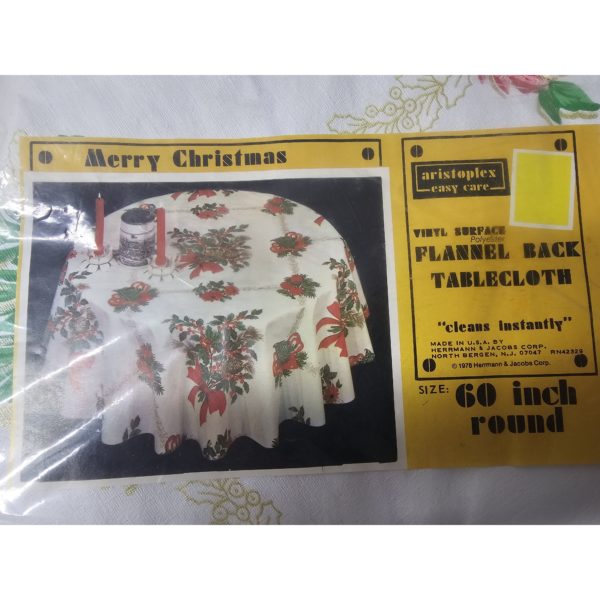 Merry Christmas
aristoplex
easy care
VINYL SURFACE
Polyester
FLANNEL BACK
TABLECLOTH
"cleans instantly"
MADE IN U.S.A. BY
HERRMANN & JACOBS CORP.
NORTH BERGEN, N.J. 07047 RN42329
© 1978 Herrmann & Jacobs Corp.
SIZE: 60 inch
round